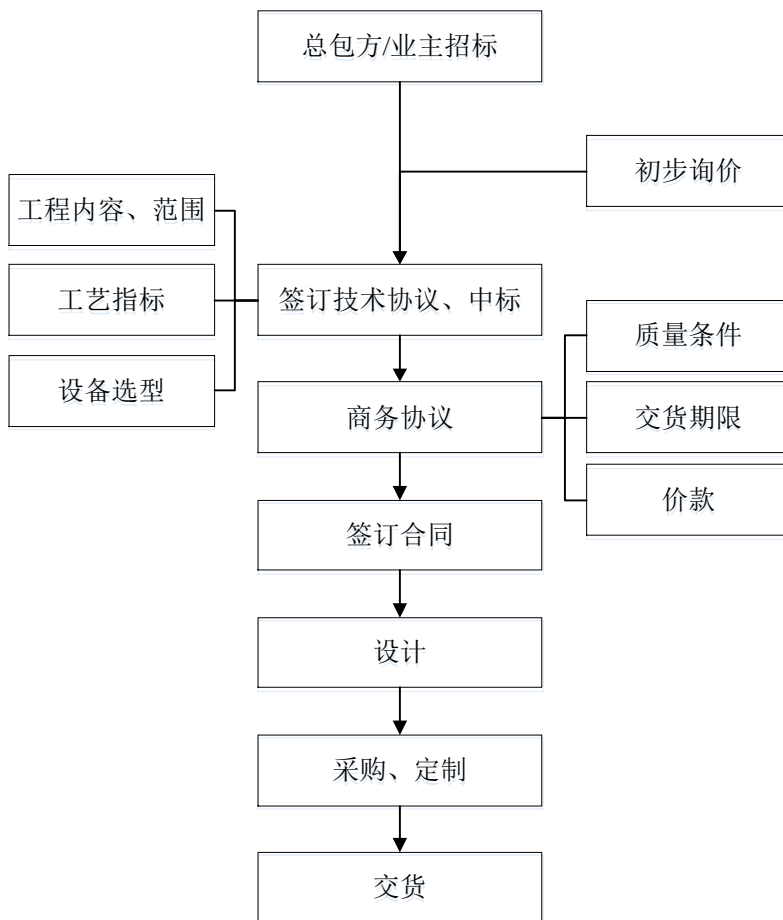 总包方/业主招标
初步询价
工程内容、范围
工艺指标
签订技术协议、中标
质量条件
设备选型
商务协议
交货期限
价款
签订合同
设计
采购、定制
交货